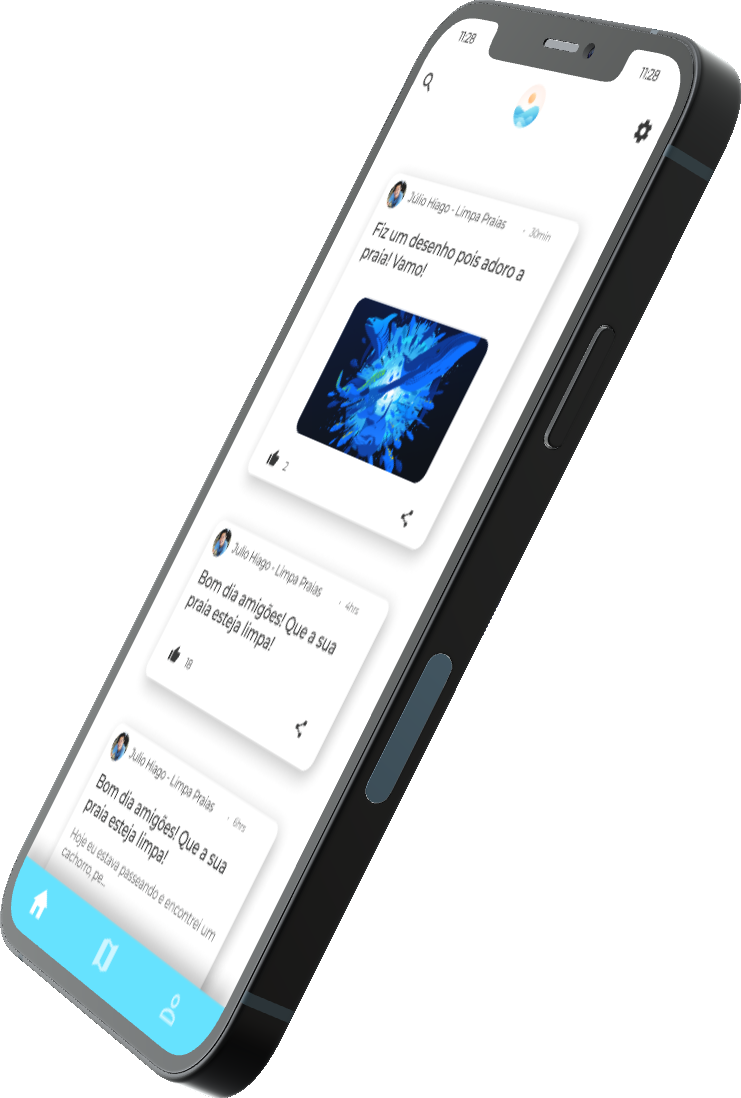 11:28
11:28
Júlio Hiago - Limpa Praias · 30min
Fiz um desenho pois adoro a
praia! Vamo!
2
Julio Hiago - Limpa Praias · 4hrs
Bom dia amigões! Que a sua
praia esteja limpa!
18
Julio Hiago - Limpa Praias · 6hrs
Bom dia amigões! Que a sua
praia esteja limpa!
Hoje eu estava passeando e encontrei um
cachorro, pe...